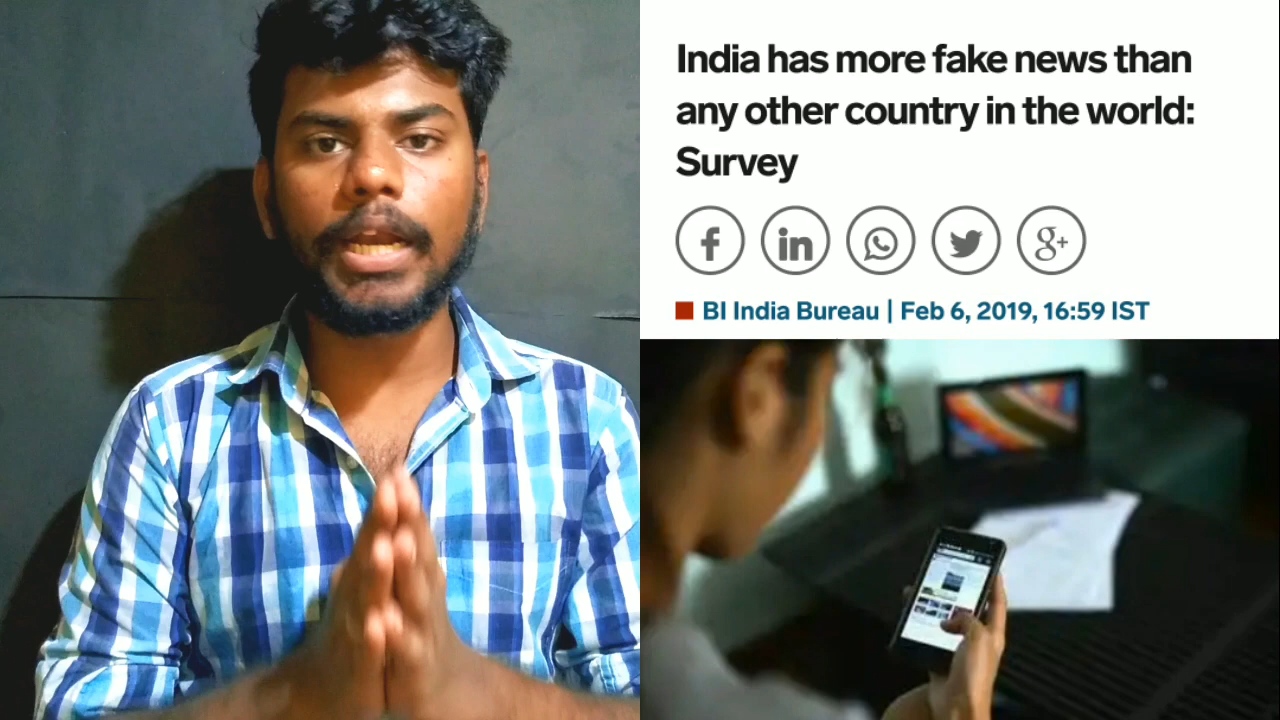 India has more fake news than
any other country in the world:
Survey
f in g+
BI India Bureau | Feb 6, 2019, 16:59 IST